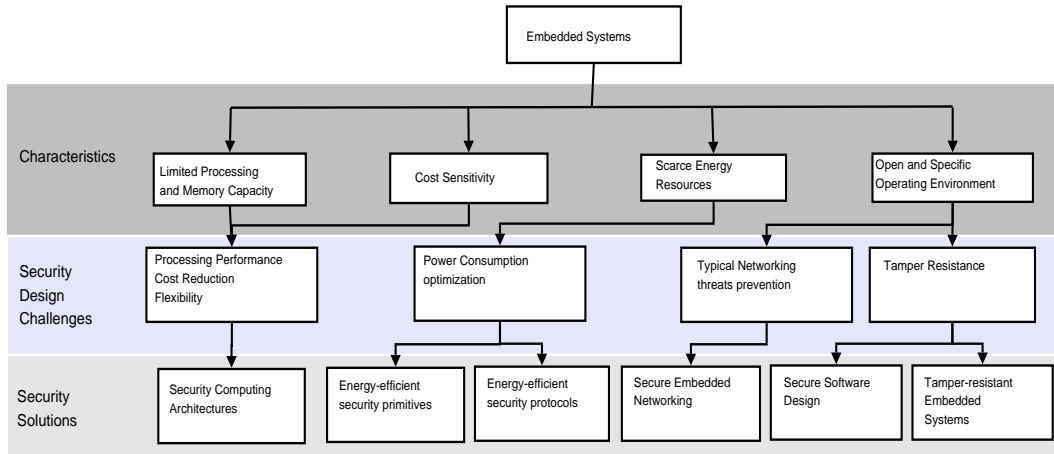 Embedded Systems
Characteristics
Limited Processing
and Memory Capacity
Cost Sensitivity
Scarce Energy
Resources
Open and Specific
Operating Environment
Security
Design
Challenges
Processing Performance
Cost Reduction
Flexibility
Power Consumption
optimization
Typical Networking
threats prevention
Tamper Resistance
Security
Solutions
Security Computing
Architectures
Energy-efficient
security primitives
Energy-efficient
security protocols
Secure Embedded
Networking
Secure Software
Design
Tamper-resistant
Embedded
Systems